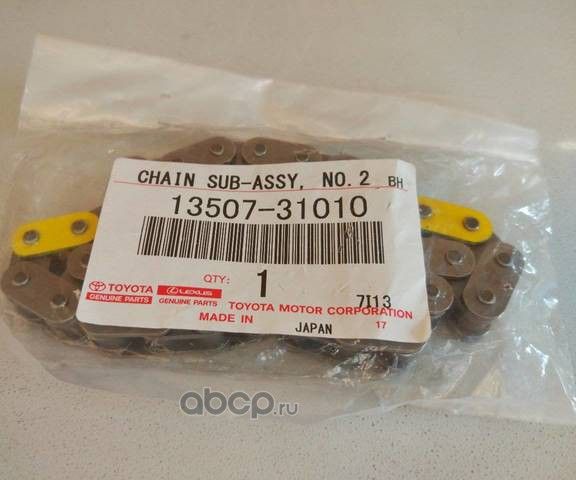 CHAIN SUB-ASSY, NO.2 BH
13507-31010
QTY: 1
7I13
TOYOTA LEXUS
GENUINE PARTS GENUINE PARTS
TOYOTA MOTOR CORPORATION
MADE IN JAPAN 17
abcp.ru